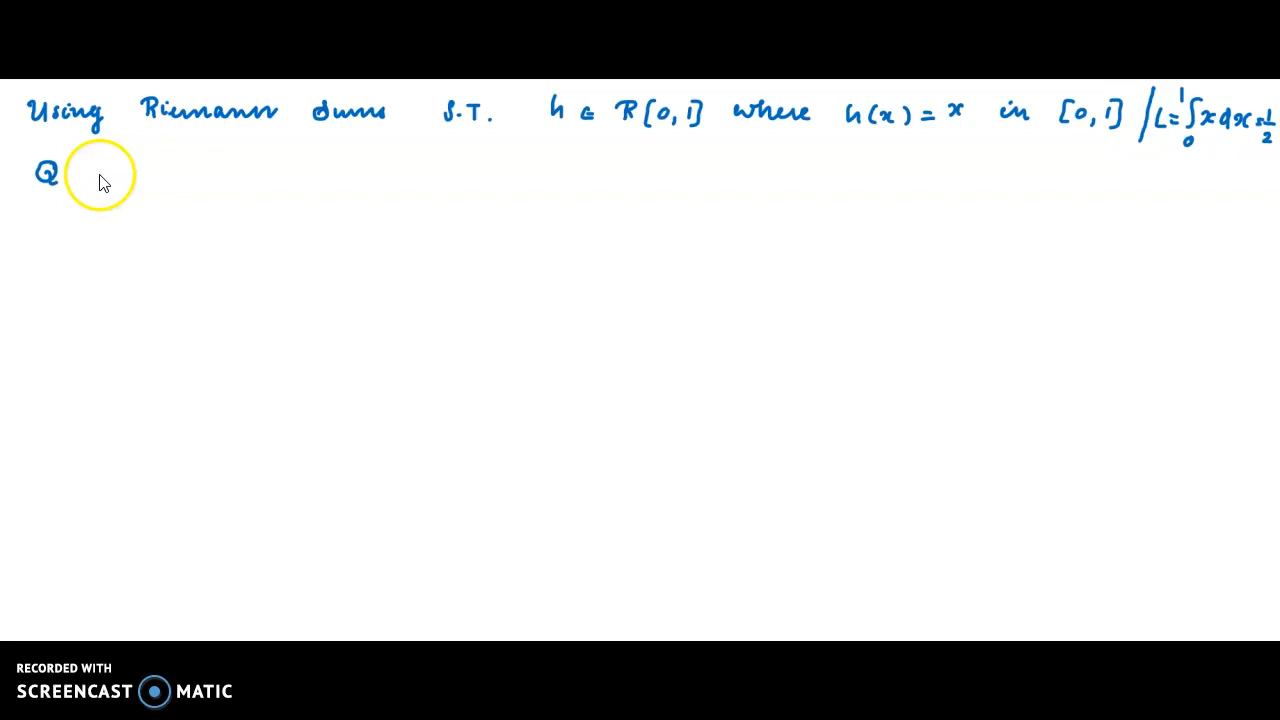 Using Riemann sums S.T. h ∈ R[0,1] where h(x) = x in [0,1] / L = ∫₀¹ x dx = 1/2
Q
RECORDED WITH
SCREENCAST MATIC